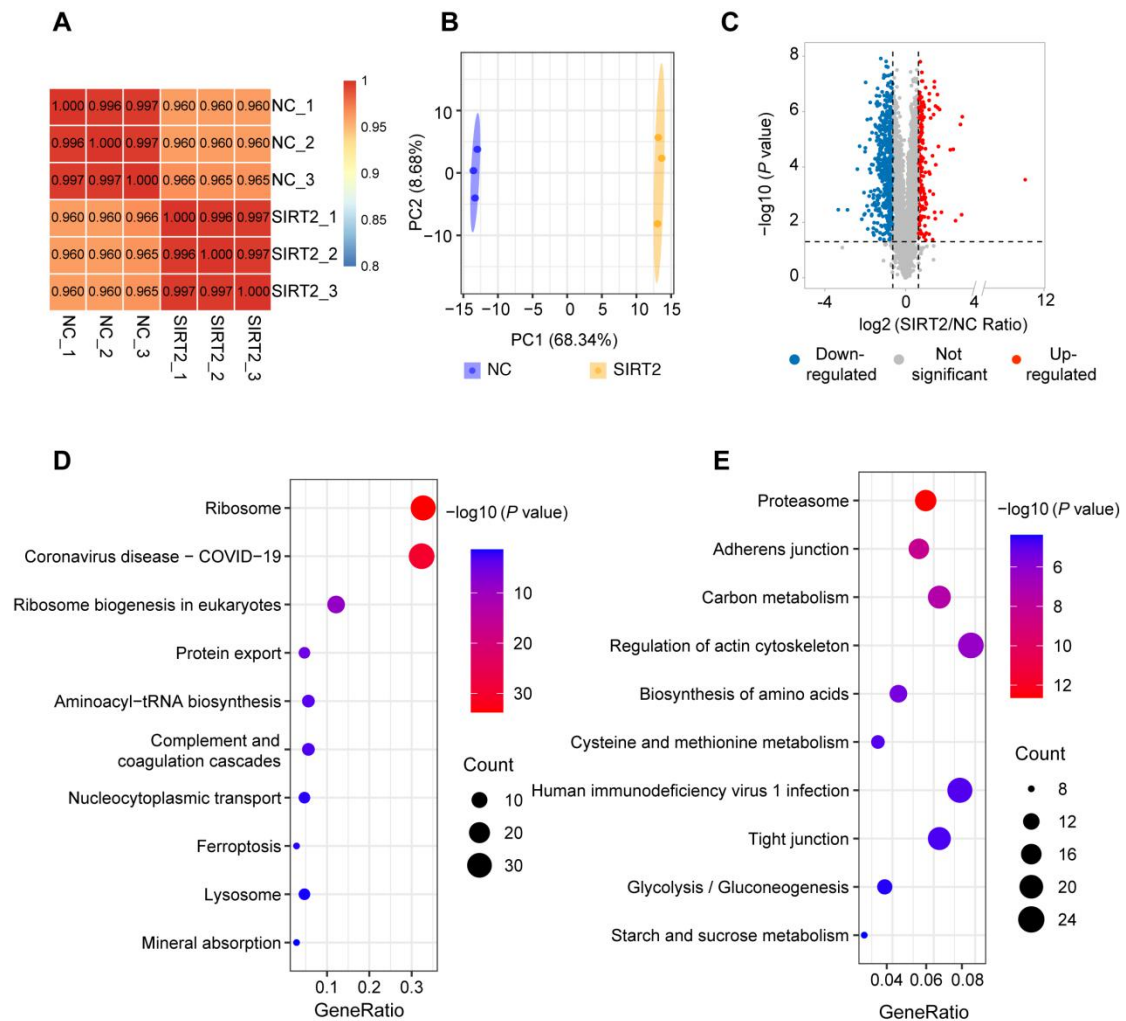 A
1.000 0.996 0.997 0.960 0.960 0.960 NC_1
0.996 1.000 0.997 0.960 0.960 0.960 NC_2
0.997 0.997 1.000 0.966 0.965 0.965 NC_3
0.960 0.960 0.966 1.000 0.996 0.997 SIRT2_1
0.960 0.960 0.965 0.996 1.000 0.997 SIRT2_2
0.960 0.960 0.965 0.997 0.997 1.000 SIRT2_3
NC_1 NC_2 NC_3 SIRT2_1 SIRT2_2 SIRT2_3
1
0.95
0.90
0.85
0.8
B
PC2 (8.68%)
10
0
−10
−15 −10 −5 0 5 10 15
PC1 (68.34%)
NC SIRT2
C
−log10 (P value)
8
6
4
2
0
-4 0 4 12
log2 (SIRT2/NC Ratio)
Down-regulated
Not significant
Up-regulated
D
Ribosome
Coronavirus disease − COVID−19
Ribosome biogenesis in eukaryotes
Protein export
Aminoacyl−tRNA biosynthesis
Complement and
coagulation cascades
Nucleocytoplasmic transport
Ferroptosis
Lysosome
Mineral absorption
0.1 0.2 0.3
GeneRatio
−log10 (P value)
10
20
30
Count
10
20
30
E
Proteasome
Adherens junction
Carbon metabolism
Regulation of actin cytoskeleton
Biosynthesis of amino acids
Cysteine and methionine metabolism
Human immunodeficiency virus 1 infection
Tight junction
Glycolysis / Gluconeogenesis
Starch and sucrose metabolism
0.04 0.06 0.08
GeneRatio
−log10 (P value)
6
8
10
12
Count
8
12
16
20
24